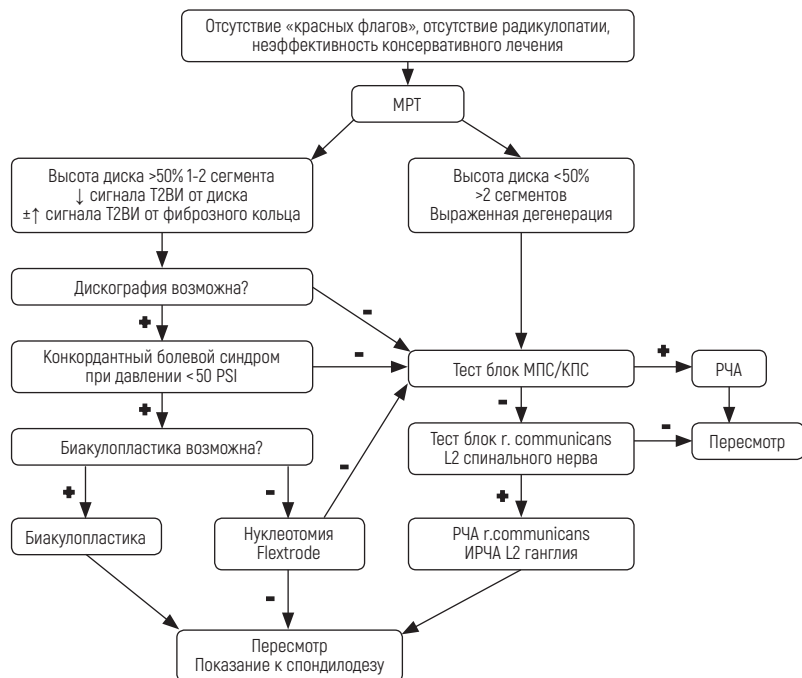 Отсутствие «красных флагов», отсутствие радикулопатии,
неэффективность консервативного лечения
МРТ
Высота диска >50% 1-2 сегмента
↓ сигнала Т2ВИ от диска
±↑ сигнала Т2ВИ от фиброзного кольца
Высота диска <50%
>2 сегментов
Выраженная дегенерация
Дискография возможна?
-
+
Конкордантный болевой синдром
при давлении <50 PSI
-
Тест блок МПС/КПС
+
РЧА
+
-
Биакулопластика возможна?
-
Тест блок r. communicans
L2 спинального нерва
-
Пересмотр
+
-
+
Биакулопластика
Нуклеотомия
Flextrode
РЧА r.communicans
ИРЧА L2 ганглия
-
Пересмотр
Показание к спондилодезу